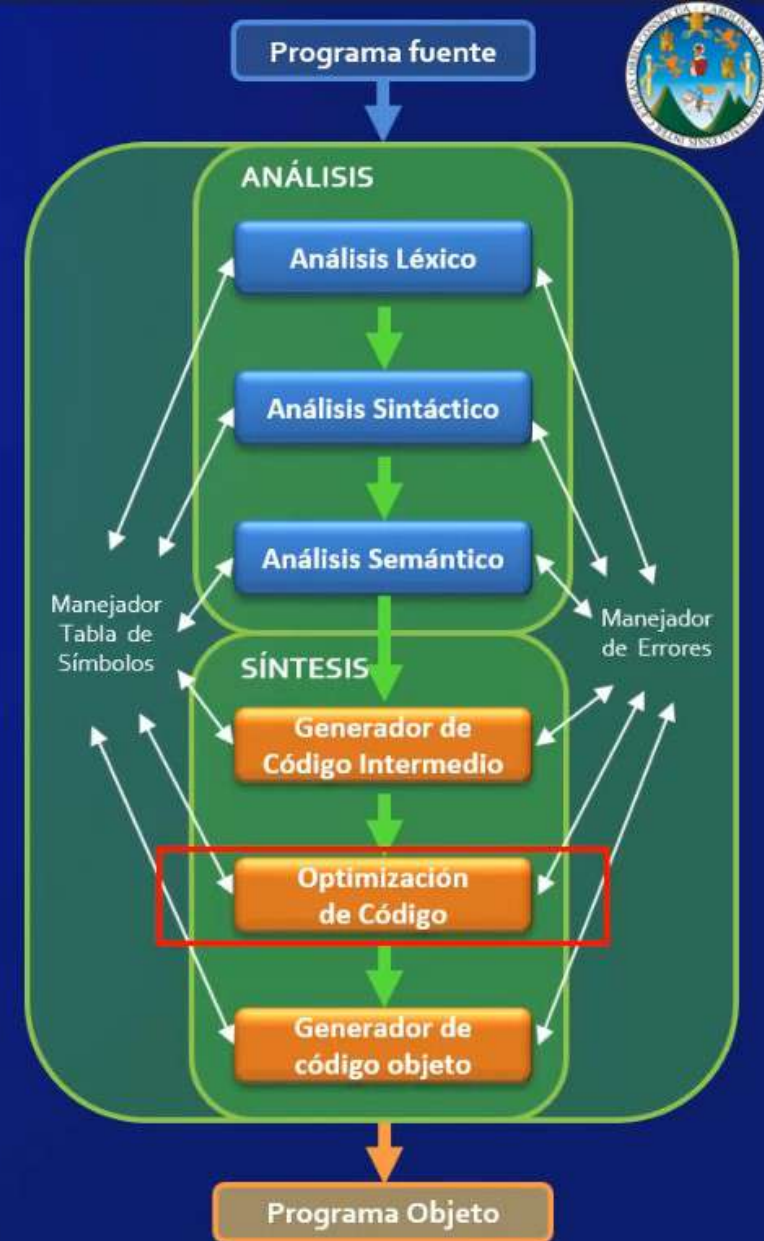 Programa fuente
ANÁLISIS
Análisis Léxico
Análisis Sintáctico
Análisis Semántico
Manejador
Tabla de
Símbolos
Manejador
de Errores
SÍNTESIS
Generador de
Código Intermedio
Optimización
de Código
Generador de
código objeto
Programa Objeto